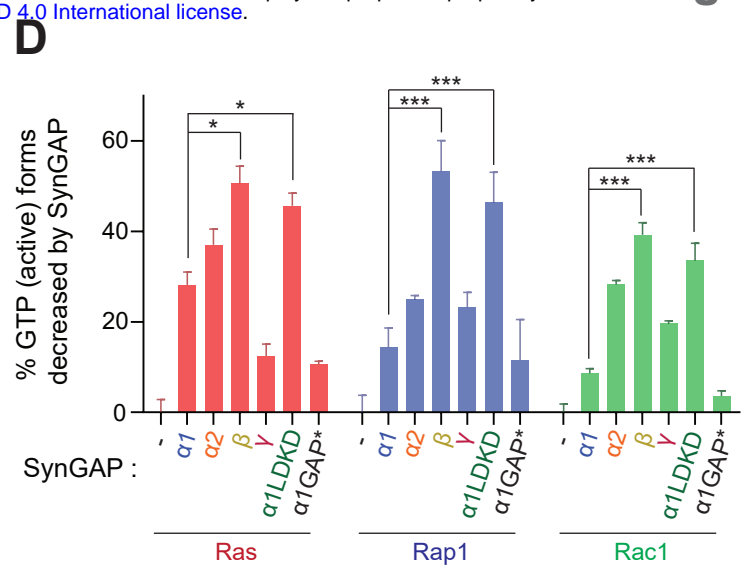 D 4.0 International license.
D
% GTP (active) forms
decreased by SynGAP
60
40
20
0
* * *** *** *** ***
SynGAP : - α1 α2 β γ α1LDKD α1GAP* - α1 α2 β γ α1LDKD α1GAP* - α1 α2 β γ α1LDKD α1GAP*
Ras Rap1 Rac1